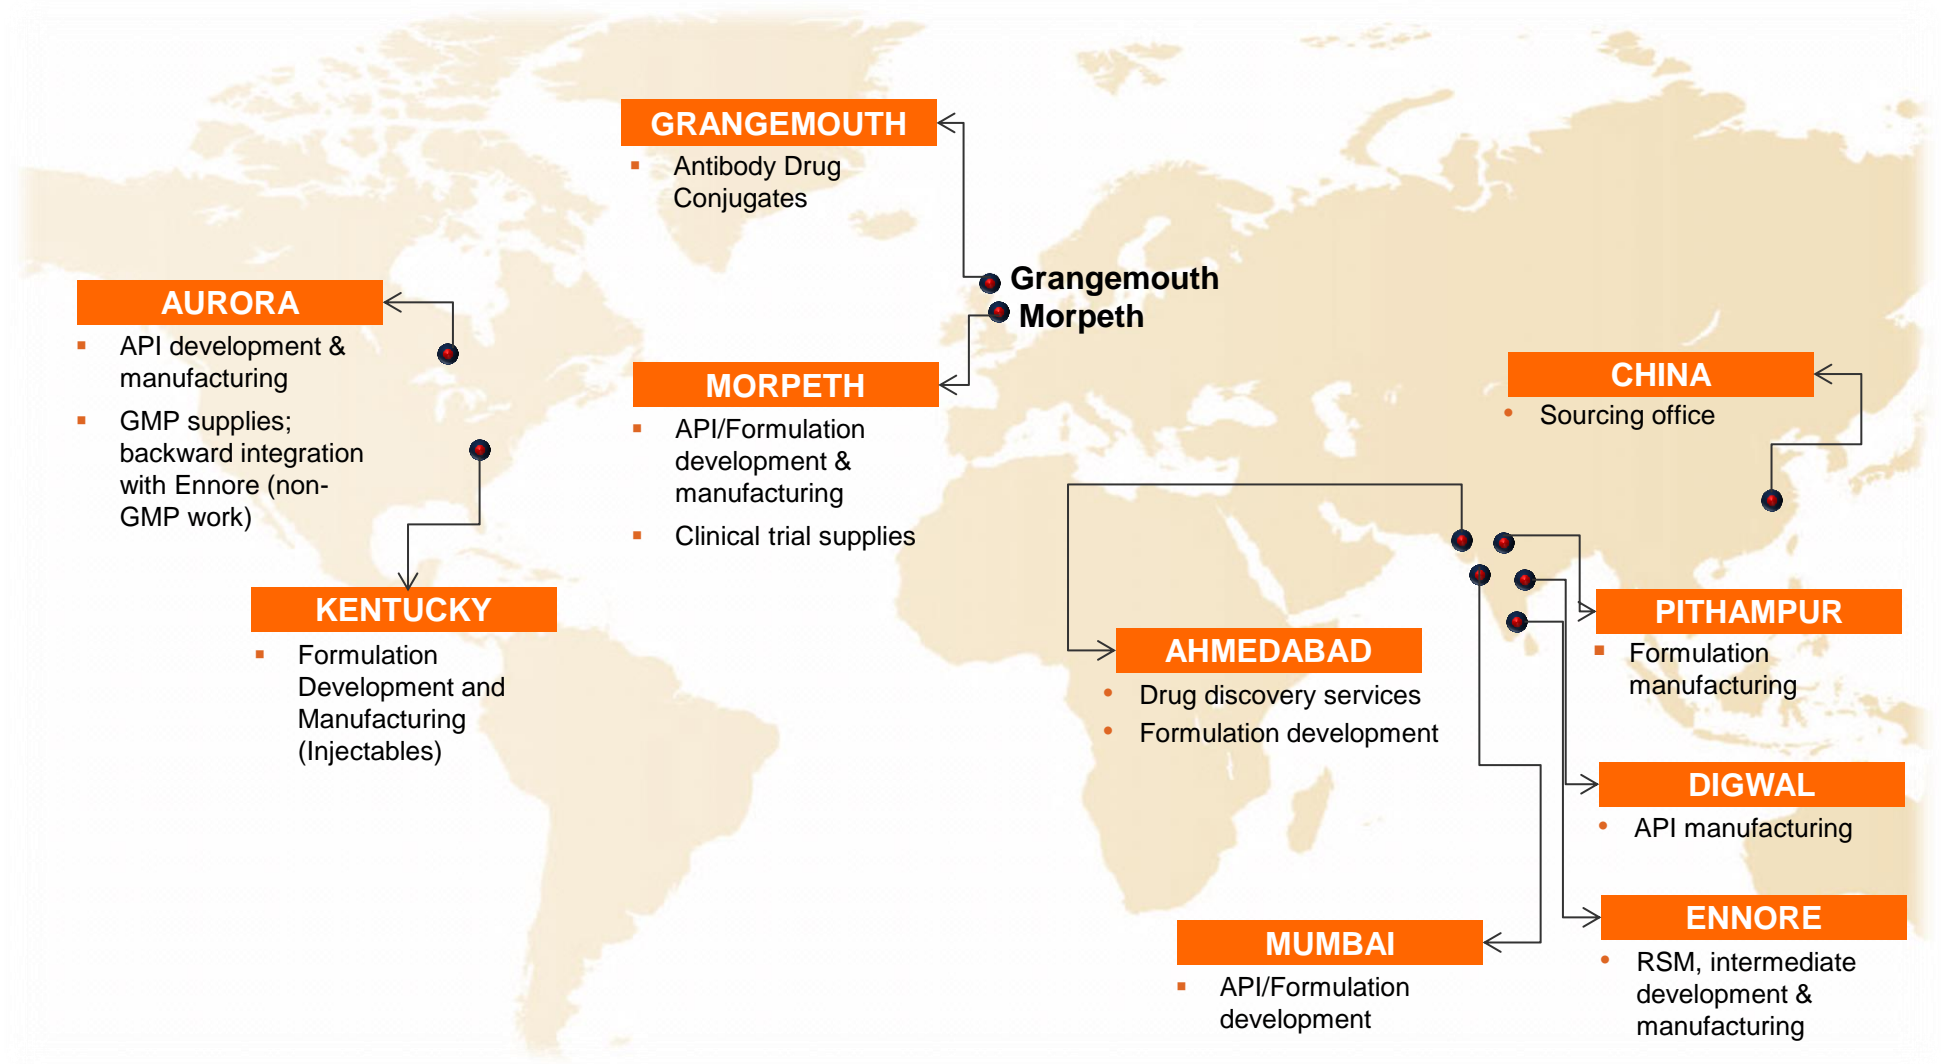 GRANGEMOUTH
▪ Antibody Drug
Conjugates
Grangemouth
Morpeth
AURORA
▪ API development &
manufacturing
▪ GMP supplies;
backward integration
with Ennore (non-
GMP work)
MORPETH
▪ API/Formulation
development &
manufacturing
▪ Clinical trial supplies
CHINA
• Sourcing office
KENTUCKY
▪ Formulation
Development and
Manufacturing
(Injectables)
AHMEDABAD
• Drug discovery services
• Formulation development
PITHAMPUR
▪ Formulation
manufacturing
DIGWAL
• API manufacturing
MUMBAI
▪ API/Formulation
development
ENNORE
• RSM, intermediate
development &
manufacturing